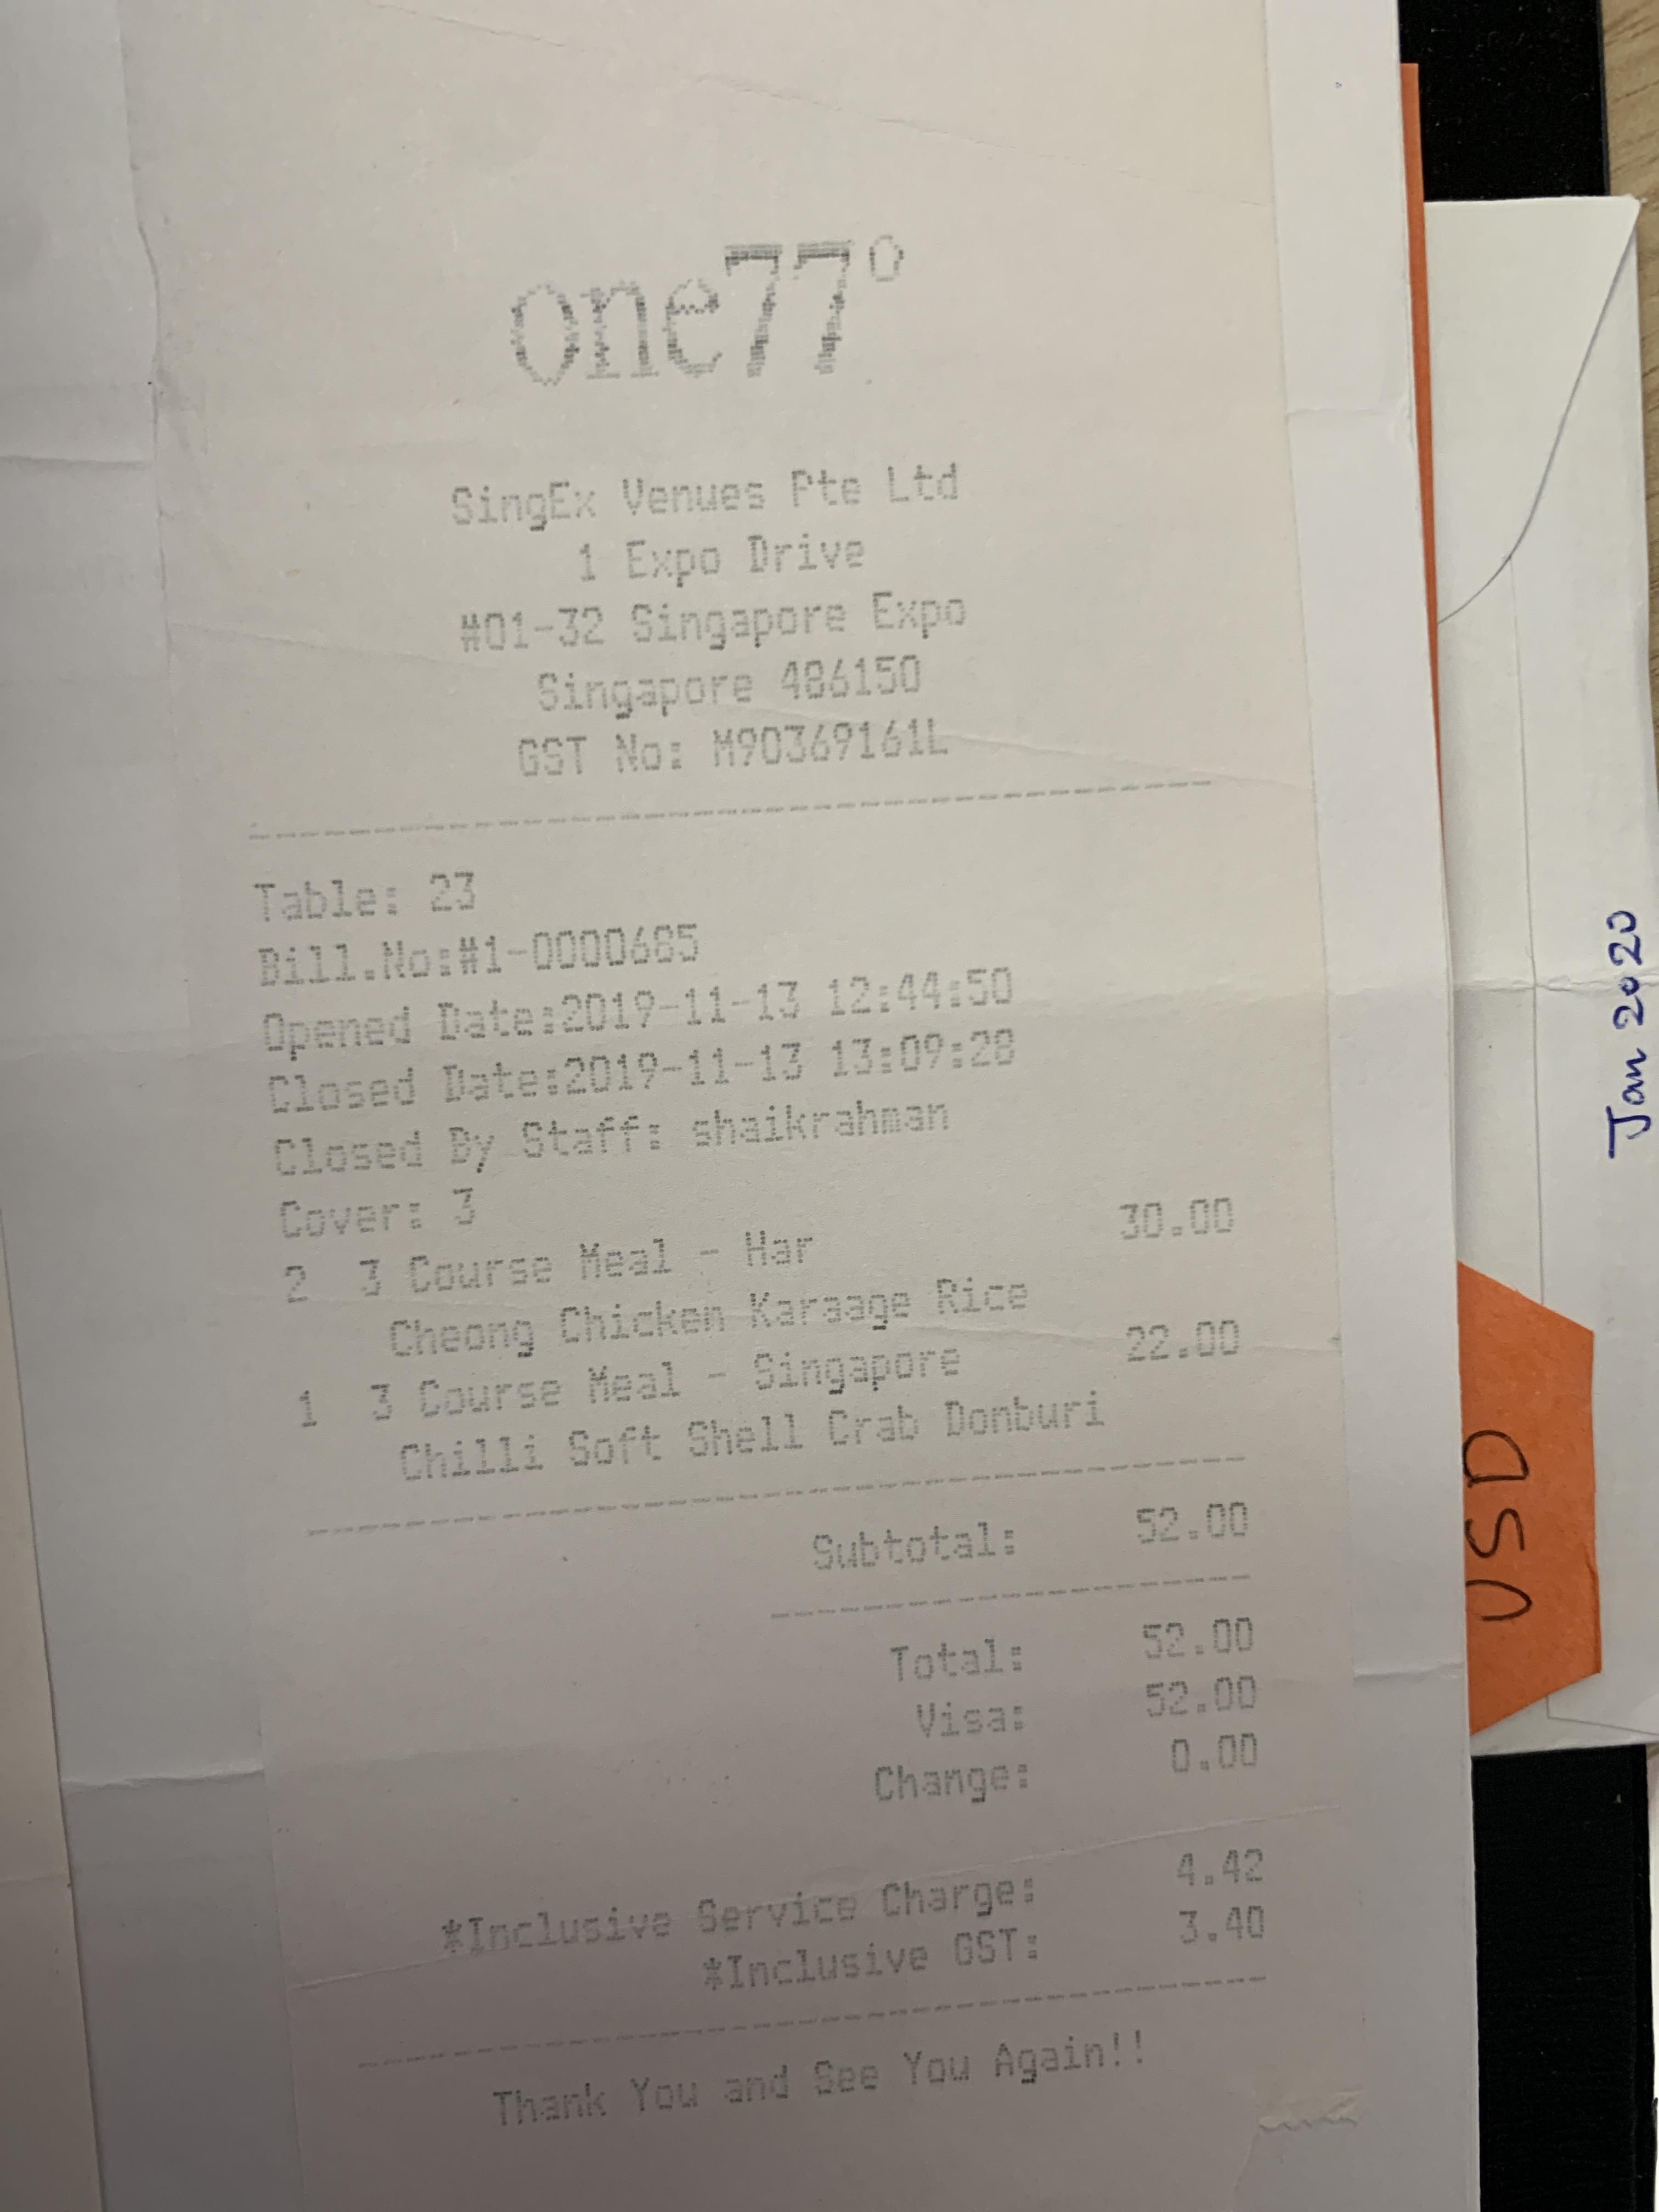 one77°
SingEx Venues Pte Ltd
1 Expo Drive
#01-32 Singapore Expo
Singapore 486150
GST No: M90369161L
Table: 23
Bill.No:#1-0000685
Opened Date:2019-11-13 12:44:50
Closed Date:2019-11-13 13:09:28
Closed By Staff: shaikrahman
Cover: 3
2 3 Course Meal - Har 30.00
Cheong Chicken Karaage Rice
1 3 Course Meal - Singapore 22.00
Chilli Soft Shell Crab Donburi
Subtotal: 52.00
Total: 52.00
Visa: 52.00
Change: 0.00
*Inclusive Service Charge: 4.42
*Inclusive GST: 3.40
Thank You and See You Again!!
Jan 2020
USD